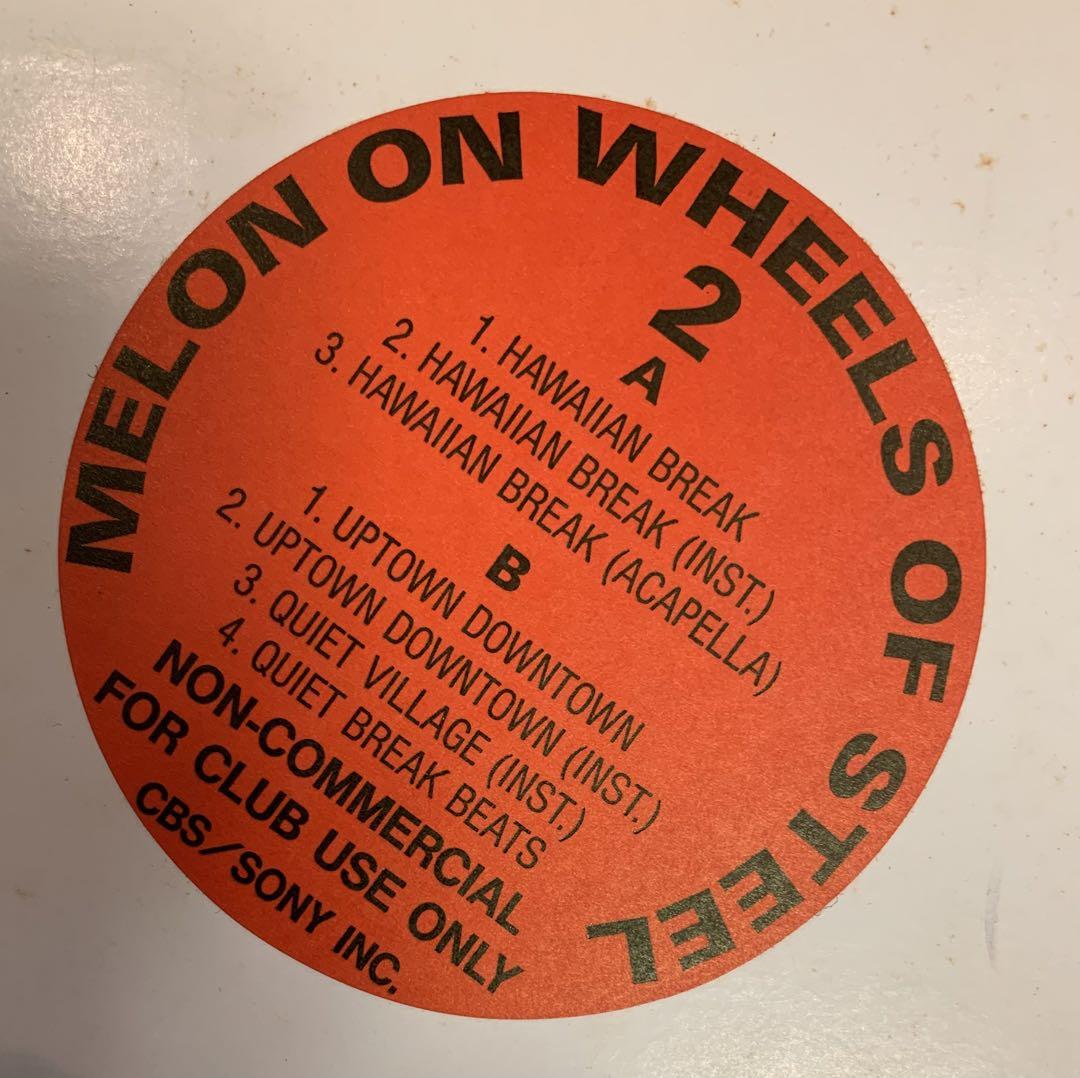 MELON ON WHEELS OF STEEL
2
A
1. HAWAIIAN BREAK
2. HAWAIIAN BREAK (INST.)
3. HAWAIIAN BREAK (ACAPELLA)
B
1. UPTOWN DOWNTOWN
2. UPTOWN DOWNTOWN (INST.)
3. QUIET VILLAGE (INST.)
4. QUIET BREAK BEATS
NON-COMMERCIAL
FOR CLUB USE ONLY
CBS/SONY INC.